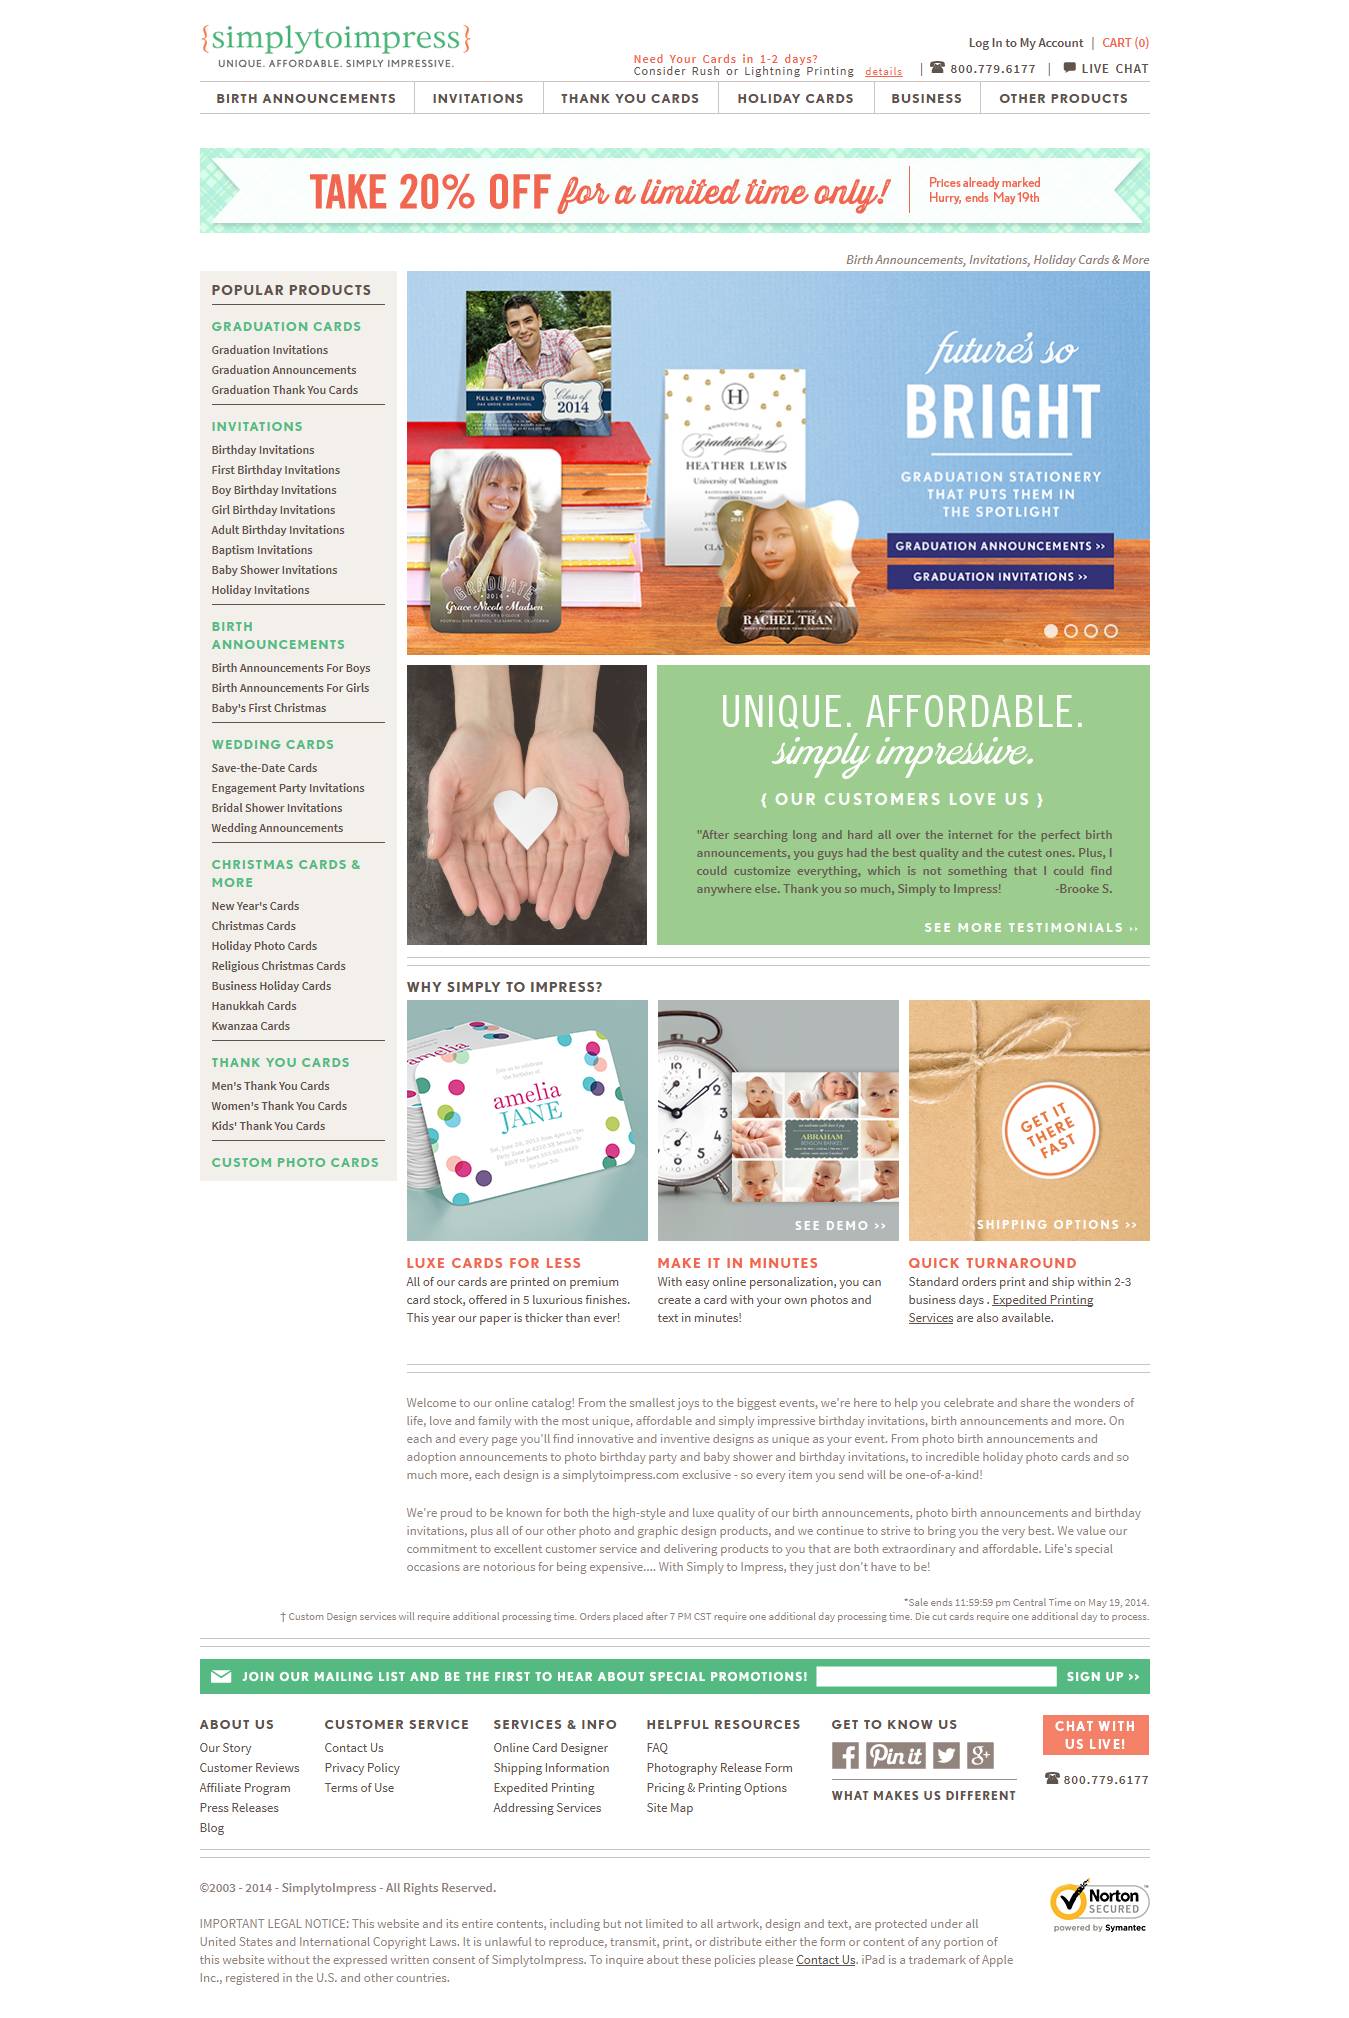 {simplytoimpress}
UNIQUE. AFFORDABLE. SIMPLY IMPRESSIVE.
Log In to My Account | CART (0)
Need Your Cards in 1-2 days?
Consider Rush or Lightning Printing details | 800.779.6177 | LIVE CHAT
BIRTH ANNOUNCEMENTS INVITATIONS THANK YOU CARDS HOLIDAY CARDS BUSINESS OTHER PRODUCTS
TAKE 20% OFF for a limited time only!
Prices already marked
Hurry, ends May 19th
Birth Announcements, Invitations, Holiday Cards & More
POPULAR PRODUCTS
GRADUATION CARDS
Graduation Invitations
Graduation Announcements
Graduation Thank You Cards
INVITATIONS
Birthday Invitations
First Birthday Invitations
Boy Birthday Invitations
Girl Birthday Invitations
Adult Birthday Invitations
Baptism Invitations
Baby Shower Invitations
Holiday Invitations
BIRTH
ANNOUNCEMENTS
Birth Announcements For Boys
Birth Announcements For Girls
Baby's First Christmas
WEDDING CARDS
Save-the-Date Cards
Engagement Party Invitations
Bridal Shower Invitations
Wedding Announcements
CHRISTMAS CARDS &
MORE
New Year's Cards
Christmas Cards
Holiday Photo Cards
Religious Christmas Cards
Business Holiday Cards
Hanukkah Cards
Kwanzaa Cards
THANK YOU CARDS
Men's Thank You Cards
Women's Thank You Cards
Kids' Thank You Cards
CUSTOM PHOTO CARDS
KELSEY BARNES
Class of
2014
H
ANNOUNCING THE
graduation of
HEATHER LEWIS
University of Washington
GRADUATE
2014
Grace Nicole Madsen
2014
RACHEL TRAN
future's so
BRIGHT
GRADUATION STATIONERY
THAT PUTS THEM IN
THE SPOTLIGHT
GRADUATION ANNOUNCEMENTS >>
GRADUATION INVITATIONS >>
UNIQUE. AFFORDABLE.
simply impressive.
{ OUR CUSTOMERS LOVE US }
"After searching long and hard all over the internet for the perfect birth
announcements, you guys had the best quality and the cutest ones. Plus, I
could customize everything, which is not something that I could find
anywhere else. Thank you so much, Simply to Impress! -Brooke S.
SEE MORE TESTIMONIALS >>
WHY SIMPLY TO IMPRESS?
amelia
amelia
JANE
12
1
2
3
4
5
10
ABRAHAM
SEE DEMO >>
GET IT
THERE
FAST
SHIPPING OPTIONS >>
LUXE CARDS FOR LESS
All of our cards are printed on premium
card stock, offered in 5 luxurious finishes.
This year our paper is thicker than ever!
MAKE IT IN MINUTES
With easy online personalization, you can
create a card with your own photos and
text in minutes!
QUICK TURNAROUND
Standard orders print and ship within 2-3
business days . Expedited Printing
Services are also available.
Welcome to our online catalog! From the smallest joys to the biggest events, we're here to help you celebrate and share the wonders of
life, love and family with the most unique, affordable and simply impressive birthday invitations, birth announcements and more. On
each and every page you'll find innovative and inventive designs as unique as your event. From photo birth announcements and
adoption announcements to photo birthday party and baby shower and birthday invitations, to incredible holiday photo cards and so
much more, each design is a simplytoimpress.com exclusive - so every item you send will be one-of-a-kind!
We're proud to be known for both the high-style and luxe quality of our birth announcements, photo birth announcements and birthday
invitations, plus all of our other photo and graphic design products, and we continue to strive to bring you the very best. We value our
commitment to excellent customer service and delivering products to you that are both extraordinary and affordable. Life's special
occasions are notorious for being expensive.... With Simply to Impress, they just don't have to be!
*Sale ends 11:59:59 pm Central Time on May 19, 2014.
† Custom Design services will require additional processing time. Orders placed after 7 PM CST require one additional day processing time. Die cut cards require one additional day to process.
JOIN OUR MAILING LIST AND BE THE FIRST TO HEAR ABOUT SPECIAL PROMOTIONS! SIGN UP >>
ABOUT US
Our Story
Customer Reviews
Affiliate Program
Press Releases
Blog
CUSTOMER SERVICE
Contact Us
Privacy Policy
Terms of Use
SERVICES & INFO
Online Card Designer
Shipping Information
Expedited Printing
Addressing Services
HELPFUL RESOURCES
FAQ
Photography Release Form
Pricing & Printing Options
Site Map
GET TO KNOW US
f Pin it g+
WHAT MAKES US DIFFERENT
CHAT WITH
US LIVE!
800.779.6177
©2003 - 2014 - SimplytoImpress - All Rights Reserved.
IMPORTANT LEGAL NOTICE: This website and its entire contents, including but not limited to all artwork, design and text, are protected under all
United States and International Copyright Laws. It is unlawful to reproduce, transmit, print, or distribute either the form or content of any portion of
this website without the expressed written consent of SimplytoImpress. To inquire about these policies please Contact Us. iPad is a trademark of Apple
Inc., registered in the U.S. and other countries.
Norton
SECURED
powered by Symantec